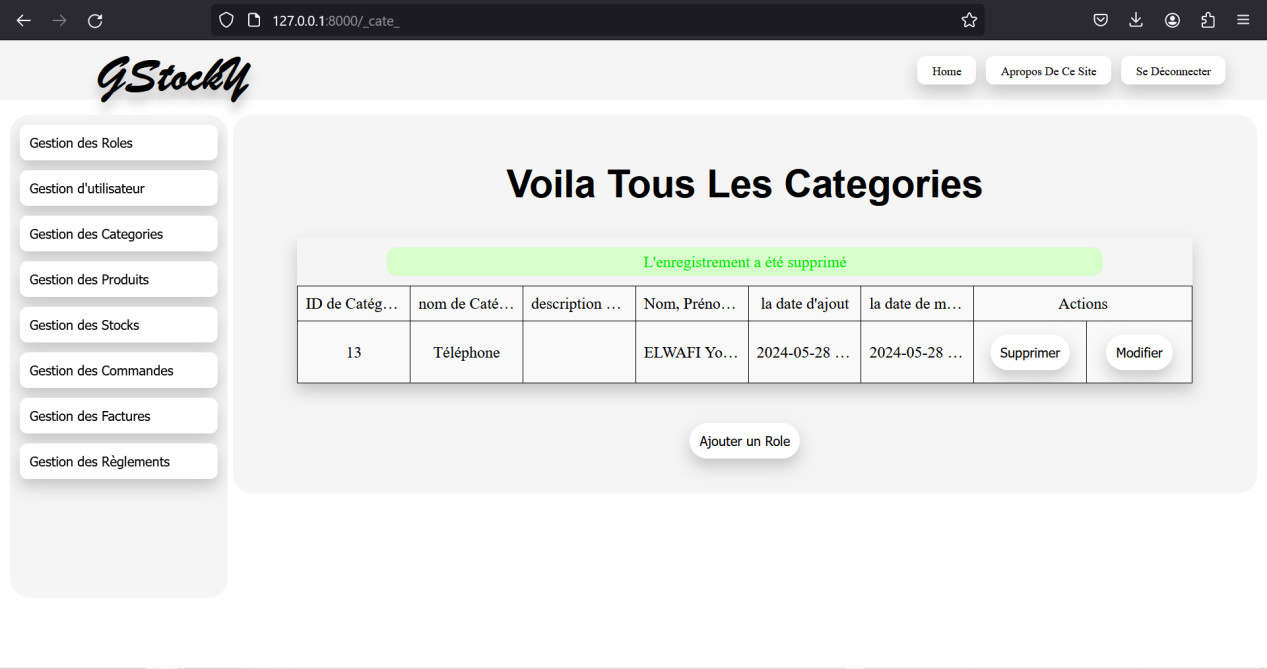 127.0.0.1:8000/_cate_
GStockY
Home
Apropos De Ce Site
Se Déconnecter
Gestion des Roles
Gestion d'utilisateur
Gestion des Categories
Gestion des Produits
Gestion des Stocks
Gestion des Commandes
Gestion des Factures
Gestion des Règlements
Voila Tous Les Categories
L'enregistrement a été supprimé
ID de Catég… nom de Caté… description … Nom, Préno… la date d'ajout la date de m… Actions
13 Téléphone ELWAFI Yo… 2024-05-28 … 2024-05-28 … Supprimer Modifier
Ajouter un Role